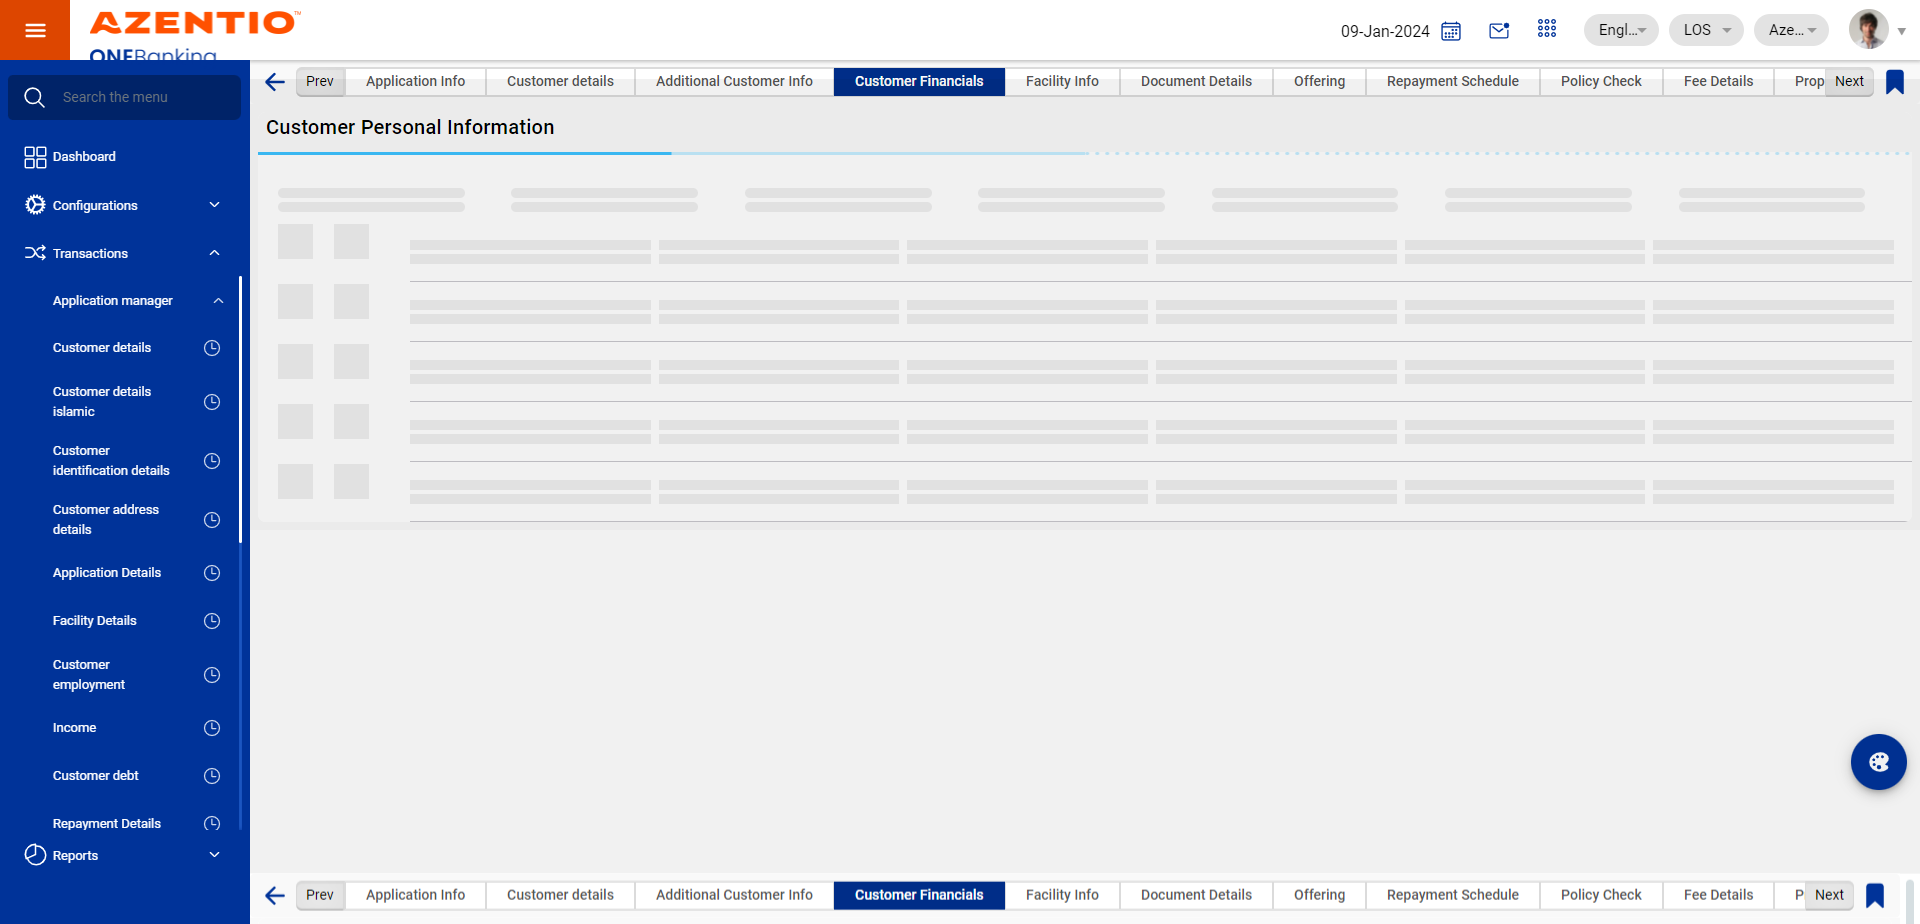 AZENTIO™
ONEBanking
09-Jan-2024
Engl...
LOS
Aze...
Search the menu
Dashboard
Configurations
Transactions
Application manager
Customer details
Customer details
islamic
Customer
identification details
Customer address
details
Application Details
Facility Details
Customer
employment
Income
Customer debt
Repayment Details
Reports
Prev Application Info Customer details Additional Customer Info Customer Financials Facility Info Document Details Offering Repayment Schedule Policy Check Fee Details Prop Next
Customer Personal Information
Prev Application Info Customer details Additional Customer Info Customer Financials Facility Info Document Details Offering Repayment Schedule Policy Check Fee Details P Next